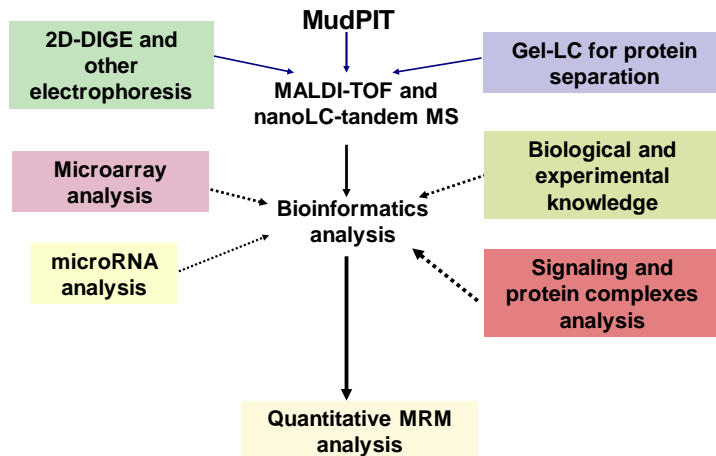 MudPIT
2D-DIGE and
other
electrophoresis
Gel-LC for protein
separation
MALDI-TOF and
nanoLC-tandem MS
Microarray
analysis
Biological and
experimental
knowledge
Bioinformatics
analysis
microRNA
analysis
Signaling and
protein complexes
analysis
Quantitative MRM
analysis